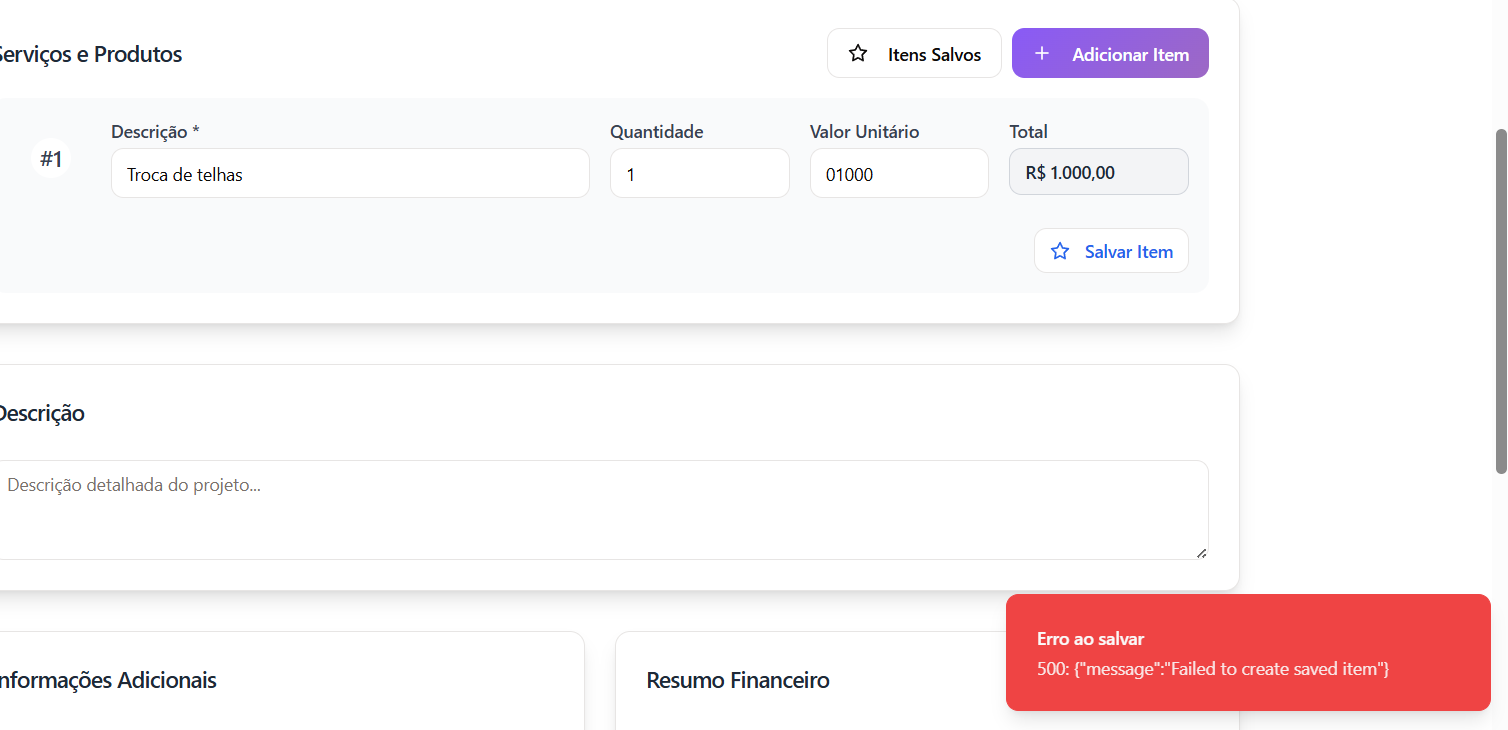 Serviços e Produtos
Itens Salvos
Adicionar Item
#1
Descrição *
Quantidade
Valor Unitário
Total
Troca de telhas
1
01000
R$ 1.000,00
Salvar Item
Descrição
Descrição detalhada do projeto...
Erro ao salvar
500: {"message":"Failed to create saved item"}
nformações Adicionais
Resumo Financeiro